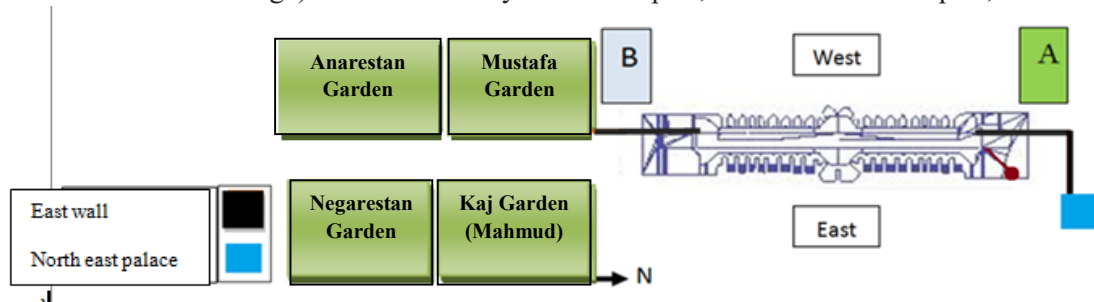 Anarestan
Garden
Mustafa
Garden
B
West
A
East wall
North east palace
Negarestan
Garden
Kaj Garden
(Mahmud)
N
East